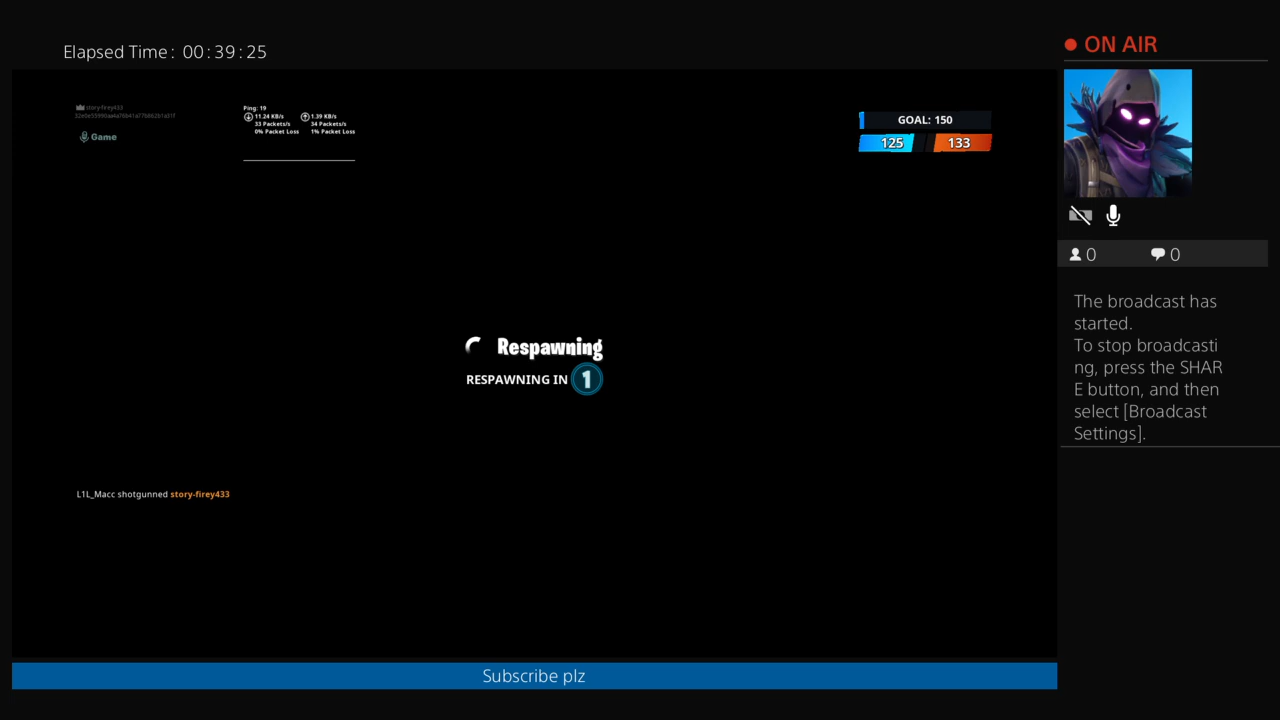 Elapsed Time: 00:39:25
ON AIR
story-firey433
Game
Ping: 19
11.24 KB/s 1.39 KB/s
33 Packets/s 34 Packets/s
0% Packet Loss 1% Packet Loss
GOAL: 150
125 133
0 0
The broadcast has
started.
To stop broadcasti
ng, press the SHAR
E button, and then
select [Broadcast
Settings].
Respawning
RESPAWNING IN 1
L1L_Macc shotgunned story-firey433
Subscribe plz